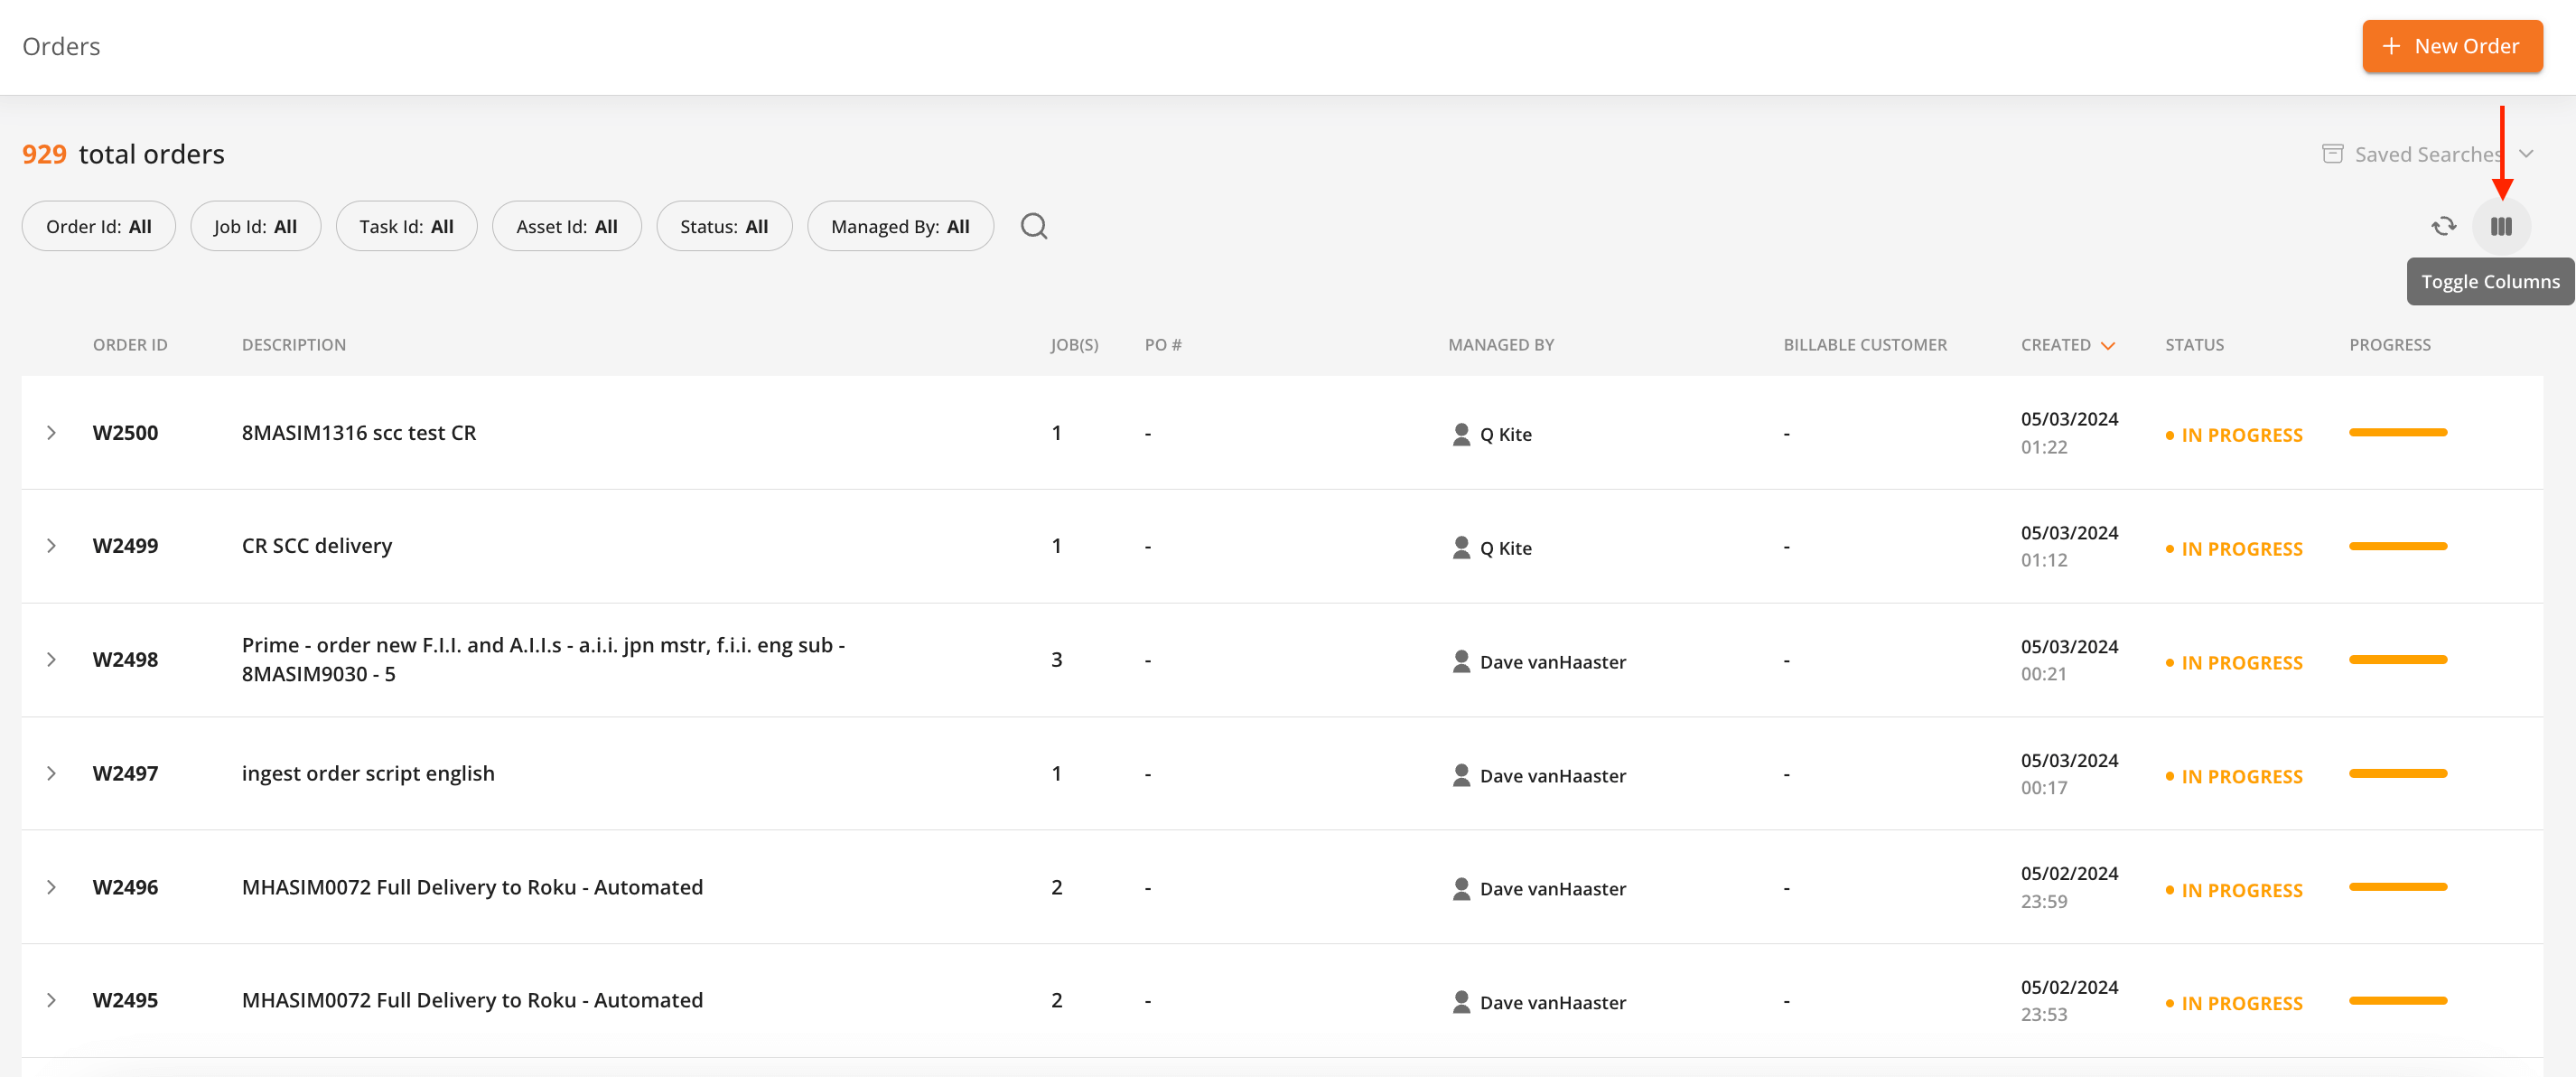 Orders
New Order
929 total orders
Saved Searches
Order Id: All
Job Id: All
Task Id: All
Asset Id: All
Status: All
Managed By: All
Toggle Columns
ORDER ID DESCRIPTION JOB(S) PO # MANAGED BY BILLABLE CUSTOMER CREATED STATUS PROGRESS
W2500 8MASIM1316 scc test CR 1 - Q Kite - 05/03/2024 IN PROGRESS
01:22
W2499 CR SCC delivery 1 - Q Kite - 05/03/2024 IN PROGRESS
01:12
W2498 Prime - order new F.I.I. and A.I.I.s - a.i.i. jpn mstr, f.i.i. eng sub - 3 - Dave vanHaaster - 05/03/2024 IN PROGRESS
8MASIM9030 - 5 00:21
W2497 ingest order script english 1 - Dave vanHaaster - 05/03/2024 IN PROGRESS
00:17
W2496 MHASIM0072 Full Delivery to Roku - Automated 2 - Dave vanHaaster - 05/02/2024 IN PROGRESS
23:59
W2495 MHASIM0072 Full Delivery to Roku - Automated 2 - Dave vanHaaster - 05/02/2024 IN PROGRESS
23:53